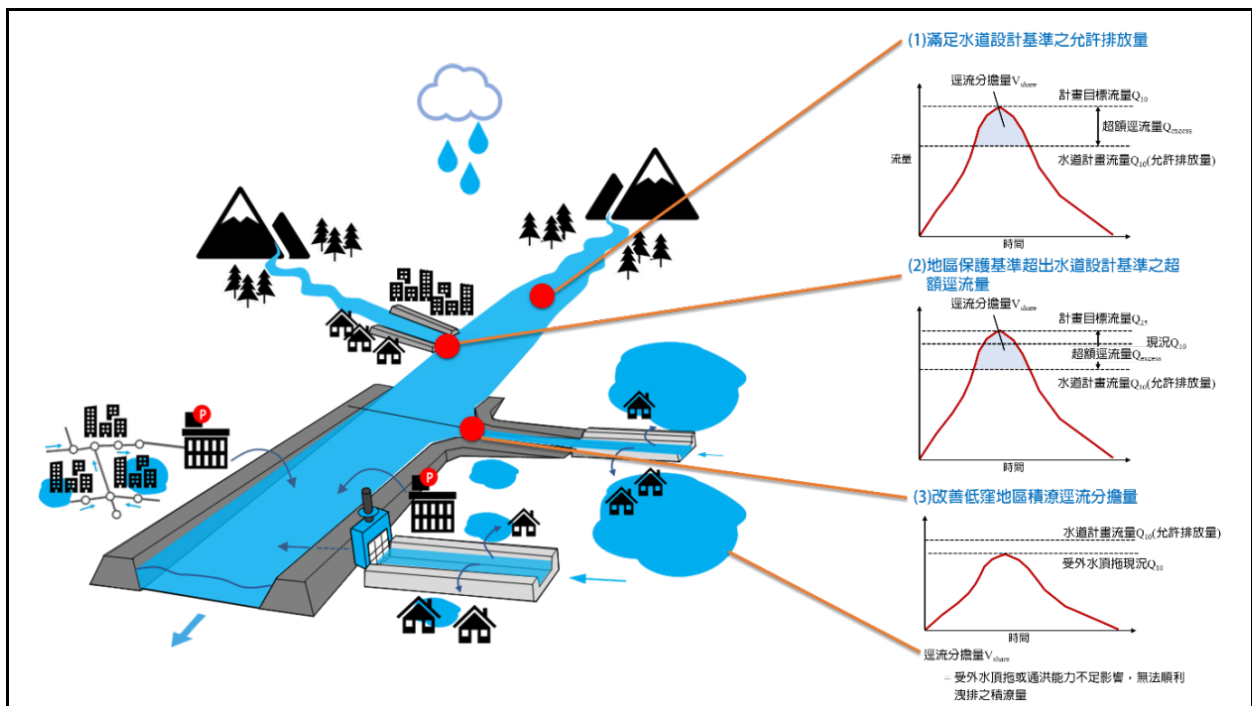 (1)滿足水道設計基準之允許排放量
逕流分擔量Vshare
計畫目標流量Q10
超額逕流量Qexcess
流量
水道計畫流量Q10(允許排放量)
時間
(2)地區保護基準超出水道設計基準之超
額逕流量
逕流分擔量Vshare
計畫目標流量Q25
現況Q10
超額逕流量Qexcess
流量
水道計畫流量Q10(允許排放量)
時間
(3)改善低窪地區積潦逕流分擔量
水道計畫流量Q10(允許排放量)
受外水頂拖現況Q10
時間
逕流分擔量Vshare
= 受外水頂拖或通洪能力不足影響，無法順利
洩排之積潦量
P
P